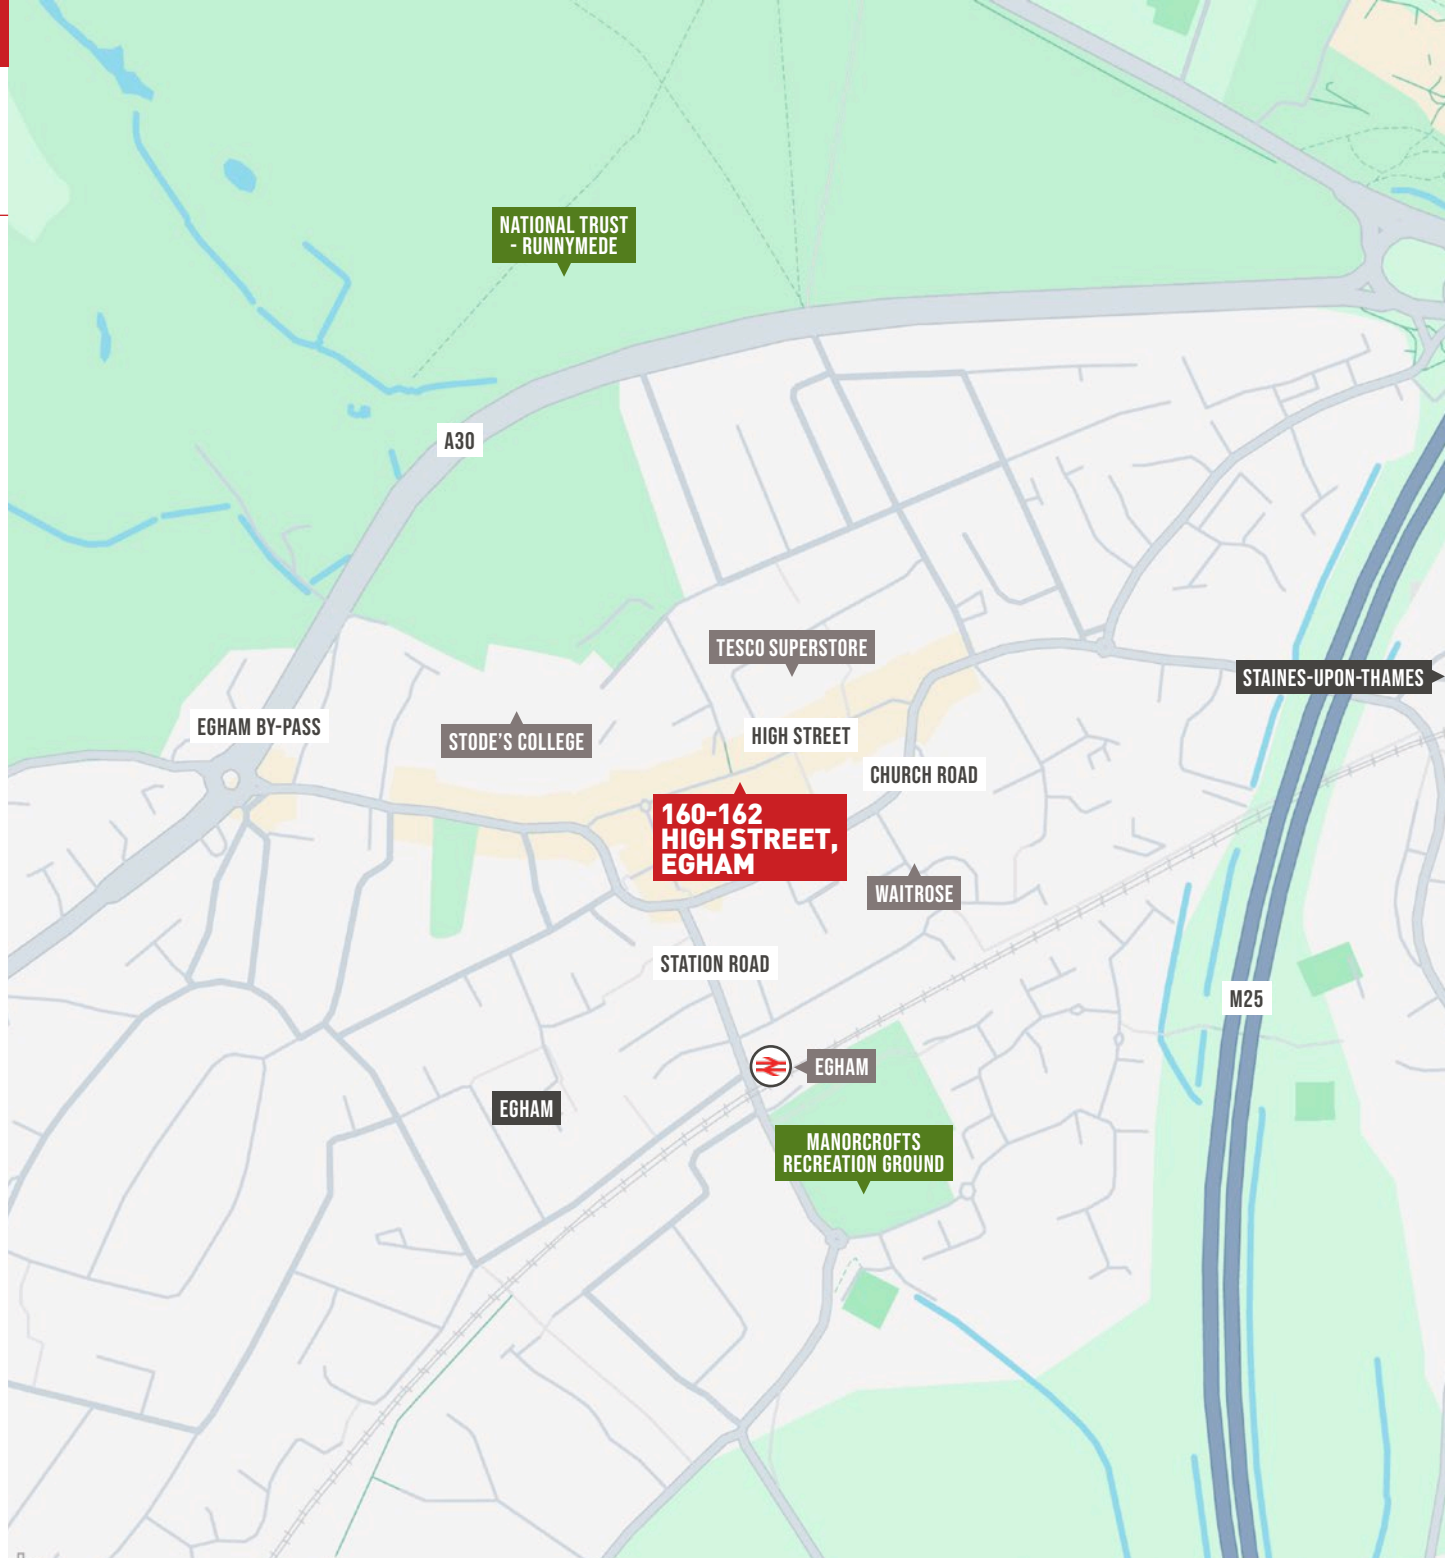 NATIONAL TRUST
- RUNNYMEDE
A30
TESCO SUPERSTORE
STAINES-UPON-THAMES
EGHAM BY-PASS
STODE'S COLLEGE
HIGH STREET
CHURCH ROAD
160-162
HIGH STREET,
EGHAM
WAITROSE
STATION ROAD
M25
EGHAM
EGHAM
MANORCROFTS
RECREATION GROUND